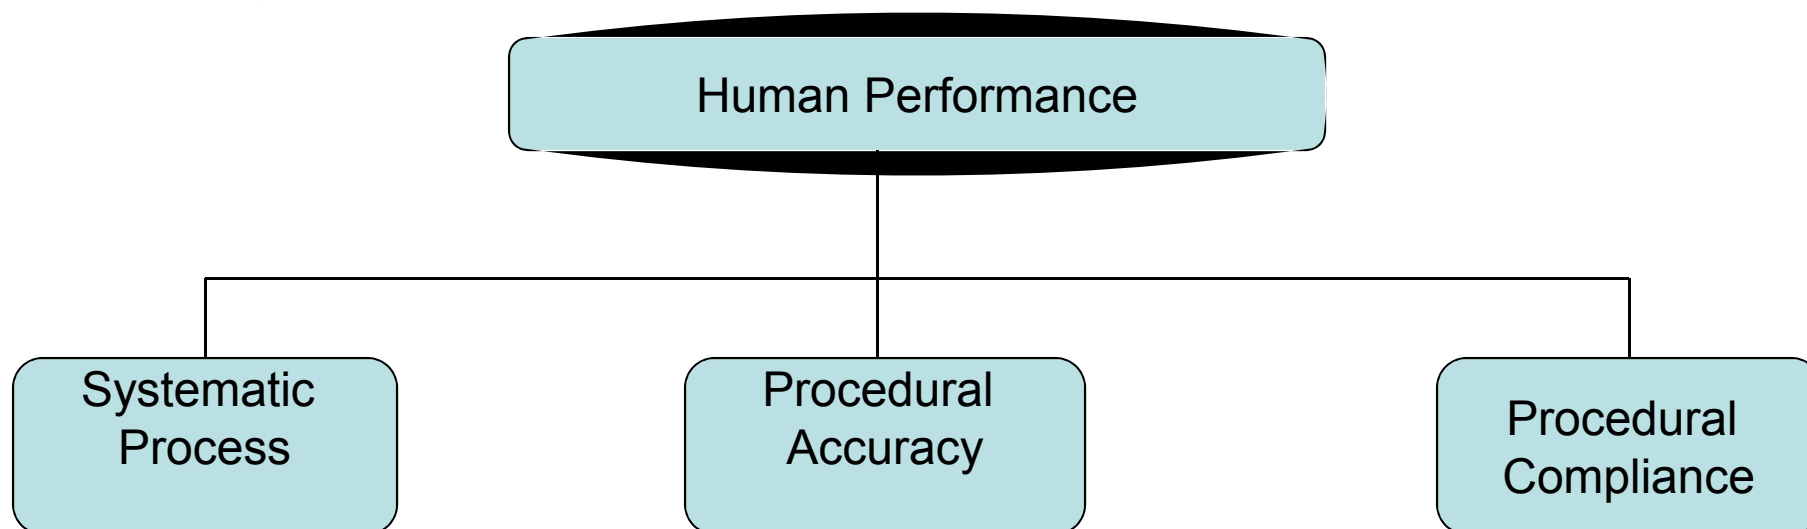 Human Performance
Systematic
Process
Procedural
Accuracy
Procedural
Compliance